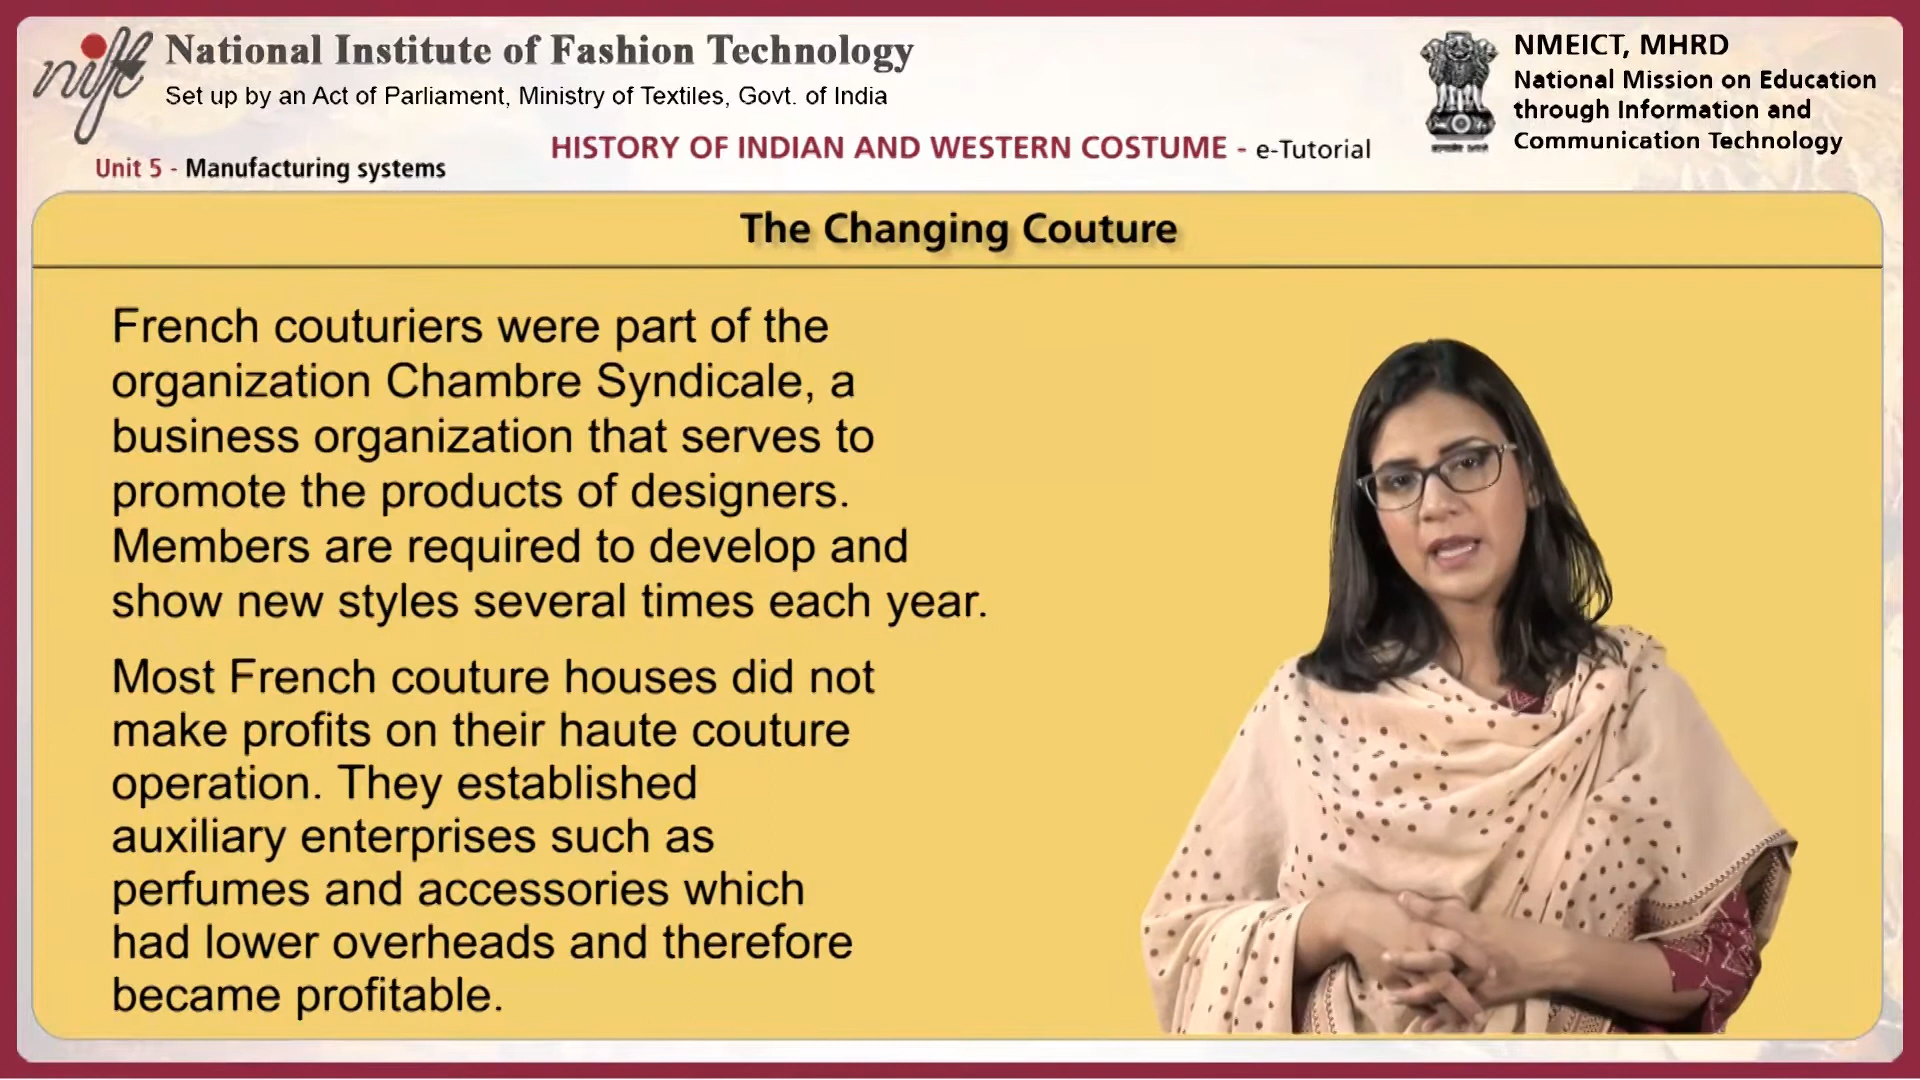 nift
National Institute of Fashion Technology
Set up by an Act of Parliament, Ministry of Textiles, Govt. of India
NMEICT, MHRD
National Mission on Education
through Information and
Communication Technology
HISTORY OF INDIAN AND WESTERN COSTUME - e-Tutorial
Unit 5 - Manufacturing systems
The Changing Couture
French couturiers were part of the
organization Chambre Syndicale, a
business organization that serves to
promote the products of designers.
Members are required to develop and
show new styles several times each year.
Most French couture houses did not
make profits on their haute couture
operation. They established
auxiliary enterprises such as
perfumes and accessories which
had lower overheads and therefore
became profitable.